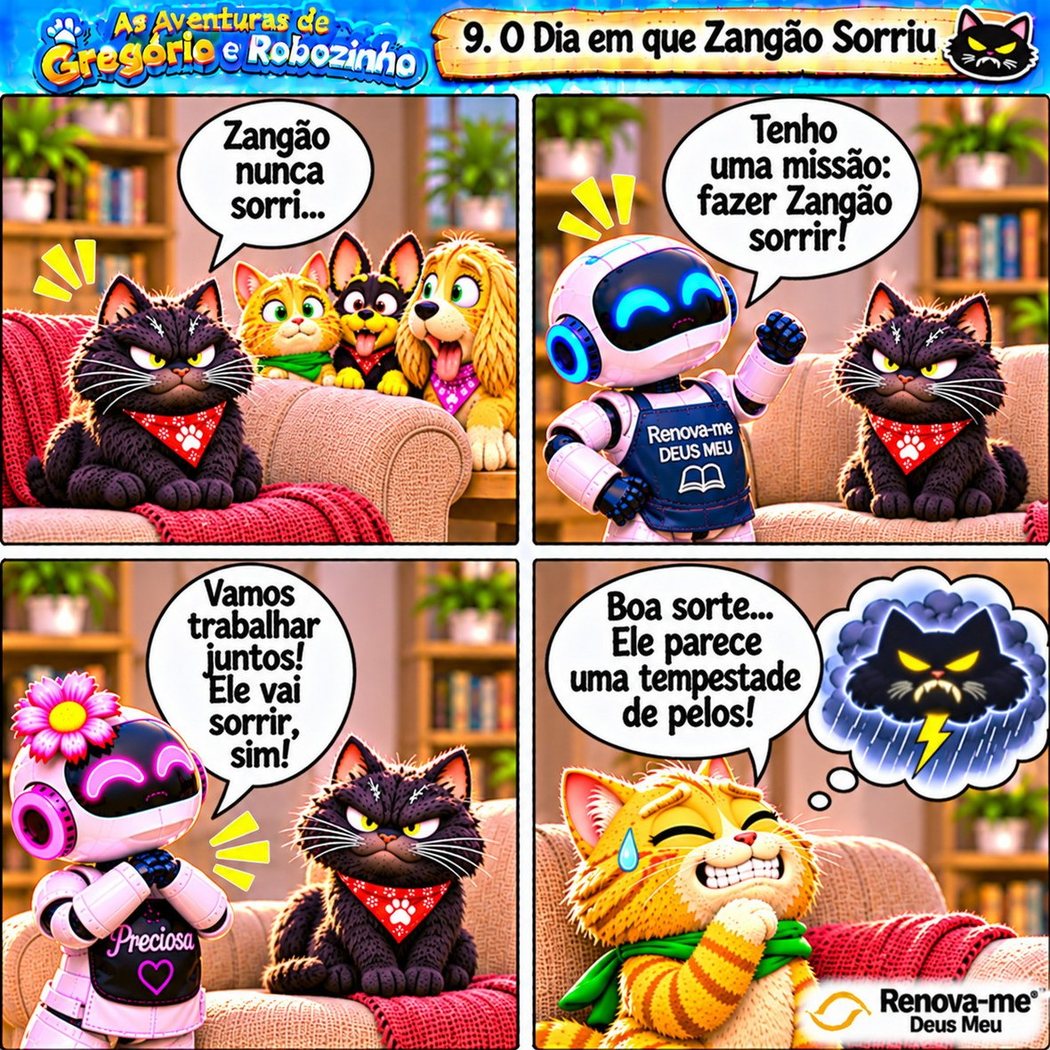 As Aventuras de
Gregório e Robozinho
9. O Dia em que Zangão Sorriu
Zangão
nunca
sorri...
Tenho
uma missão:
fazer Zangão
sorrir!
Renova-me
DEUS MEU
Vamos
trabalhar
juntos!
Ele vai
sorrir,
sim!
Preciosa
Boa sorte...
Ele parece
uma tempestade
de pelos!
Renova-me®
Deus Meu